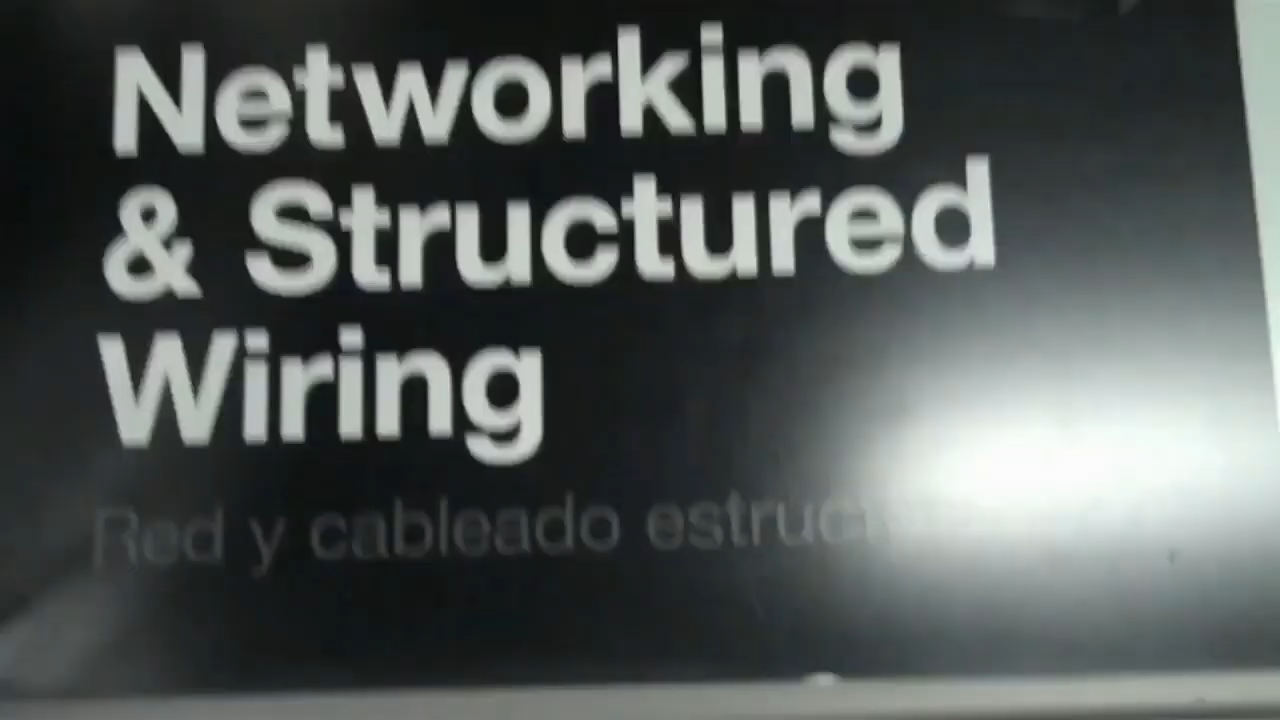 Networking
& Structured
Wiring
Red y cableado